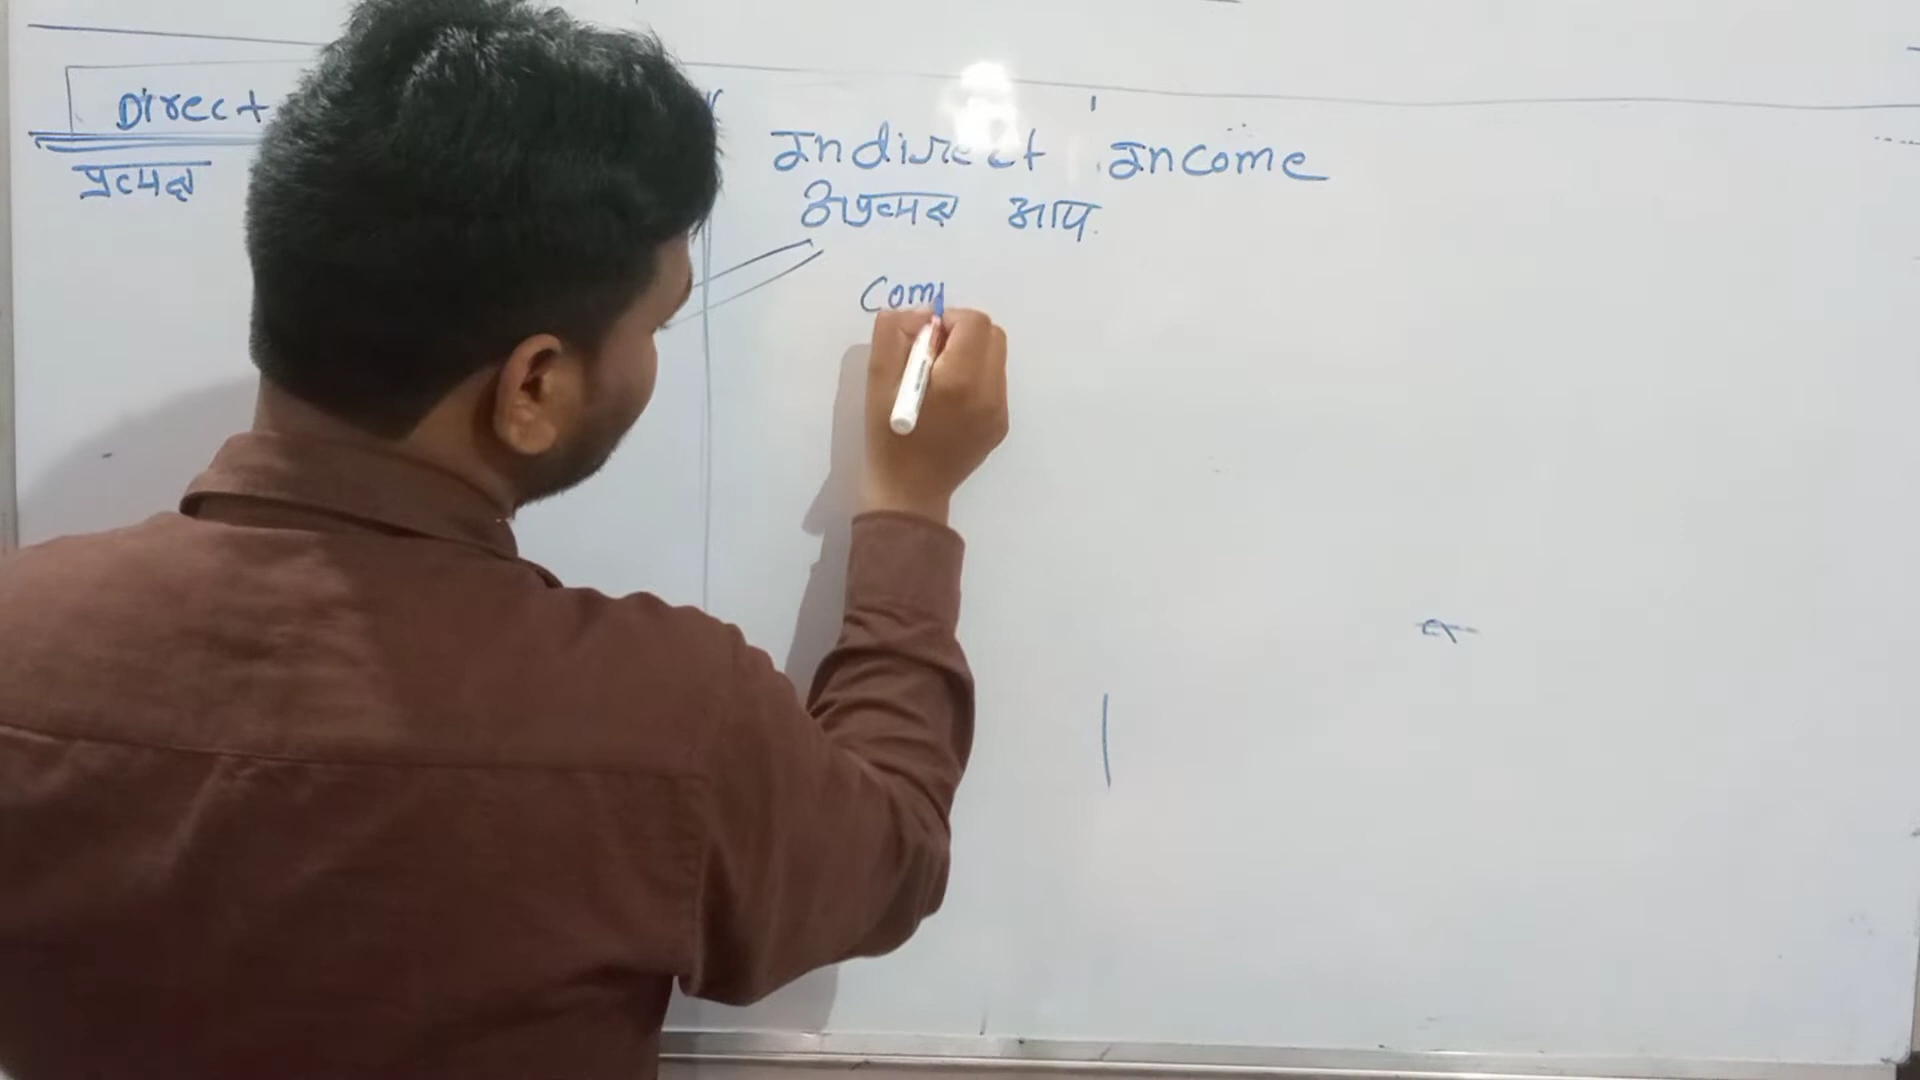 Direct
प्रत्यक्ष
Indirect Income
अप्रत्यक्ष आय
Com